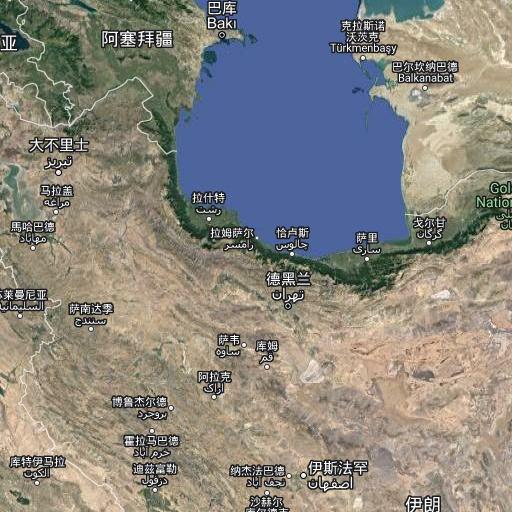 巴库
Bakı
阿塞拜疆
亚
克拉斯诺
沃茨克
Türkmenbaşy
巴尔坎纳巴德
Balkanabat
大不里士
تبریز
马拉盖
مراغه
拉什特
رشت
Gol
Nation
馬哈巴德
مهاباد
拉姆萨尔
رامسر
恰卢斯
چالوس
萨里
ساری
戈尔甘
گرگان
德黑兰
تهران
苏莱曼尼亚
السليمانية
萨南达季
سنندج
萨韦
ساوه
库姆
قم
阿拉克
اراک
博鲁杰尔德
بروجرد
霍拉马巴德
خرم آباد
库特伊马拉
الكوت
迪兹富勒
دزفول
纳杰法巴德
نجف آباد
伊斯法罕
اصفهان
沙赫尔
伊朗